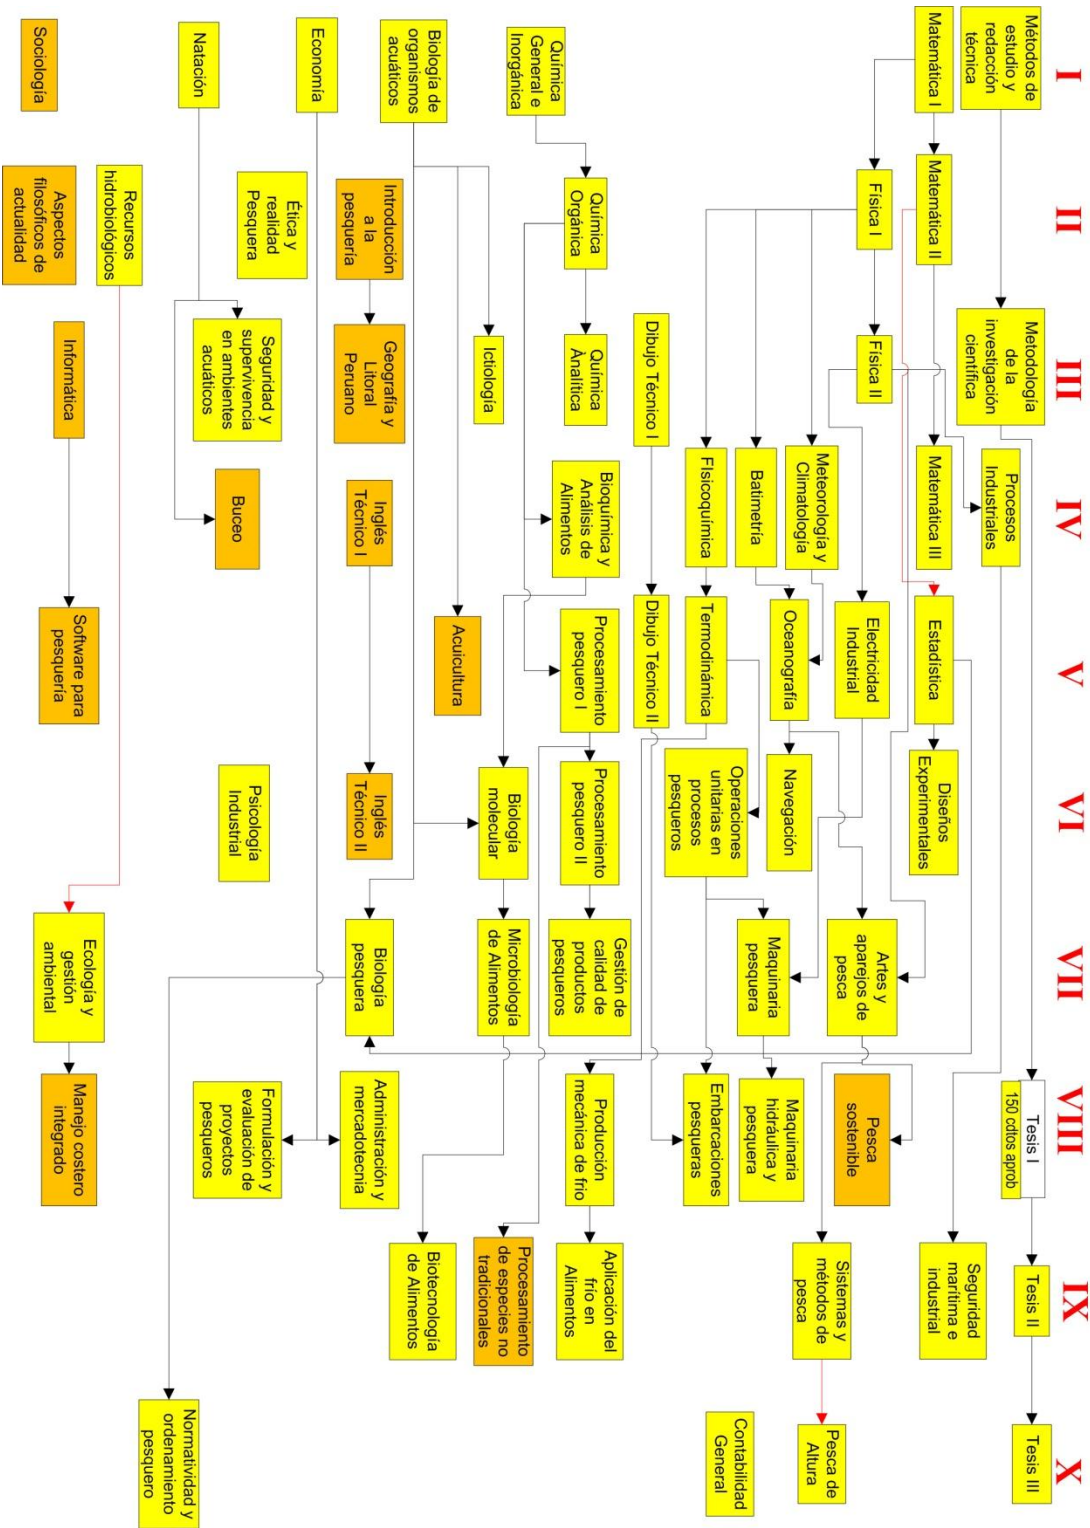 I
Métodos de
estudio y
redacción
técnica
Matemática I
Química
General e
Inorgánica
Biología de
organismos
acuáticos
Economía
Natación
Sociología
II
Matemática II
Física I
Química
Orgánica
Introducción
a la
pesquería
Ética y
realidad
Pesquera
Recursos
hidrobiológicos
Aspectos
filosóficos de
actualidad
III
Metodología
de la
investigación
científica
Física II
Dibujo Técnico I
Química
Ànalítica
Ictiología
Geografía y
Litoral
Peruano
Seguridad y
supervivencia
en ambientes
acuáticos
Informática
IV
Procesos
Industriales
Matemática III
Meteorología y
Climatología
Batimetría
FIsicoquímica
Bioquímica y
Análisis de
Alimentos
Inglés
Técnico I
Buceo
V
Estadística
Electricidad
Industrial
Oceanografía
Termodinámica
Dibujo Técnico II
Procesamiento
pesquero I
Acuicultura
Software para
pesquería
VI
Diseños
Experimentales
Navegación
Operaciones
unitarias en
procesos
pesqueros
Procesamiento
pesquero II
Biología
molecular
Inglés
Técnico II
Psicología
Industrial
VII
Artes y
aparejos de
pesca
Maquinaria
pesquera
Gestión de
calidad de
productos
pesqueros
Microbiología
de Alimentos
Biología
pesquera
Ecología y
gestión
ambiental
VIII
Tesis I
150 cdtos aprob
Pesca
sostenible
Maquinaria
hidráulica y
pesquera
Embarcaciones
pesqueras
Producción
mecánica de frio
Administración y
mercadotecnia
Formulación y
evaluación de
proyectos
pesqueros
Manejo costero
integrado
IX
Tesis II
Seguridad
marítima e
industrial
Sistemas y
métodos de
pesca
Aplicación del
frío en
Alimentos
Procesamiento
de especies no
tradicionales
Biotecnología
de Alimentos
X
Tesis III
Pesca de
Altura
Contabilidad
General
Normatividad y
ordenamiento
pesquero